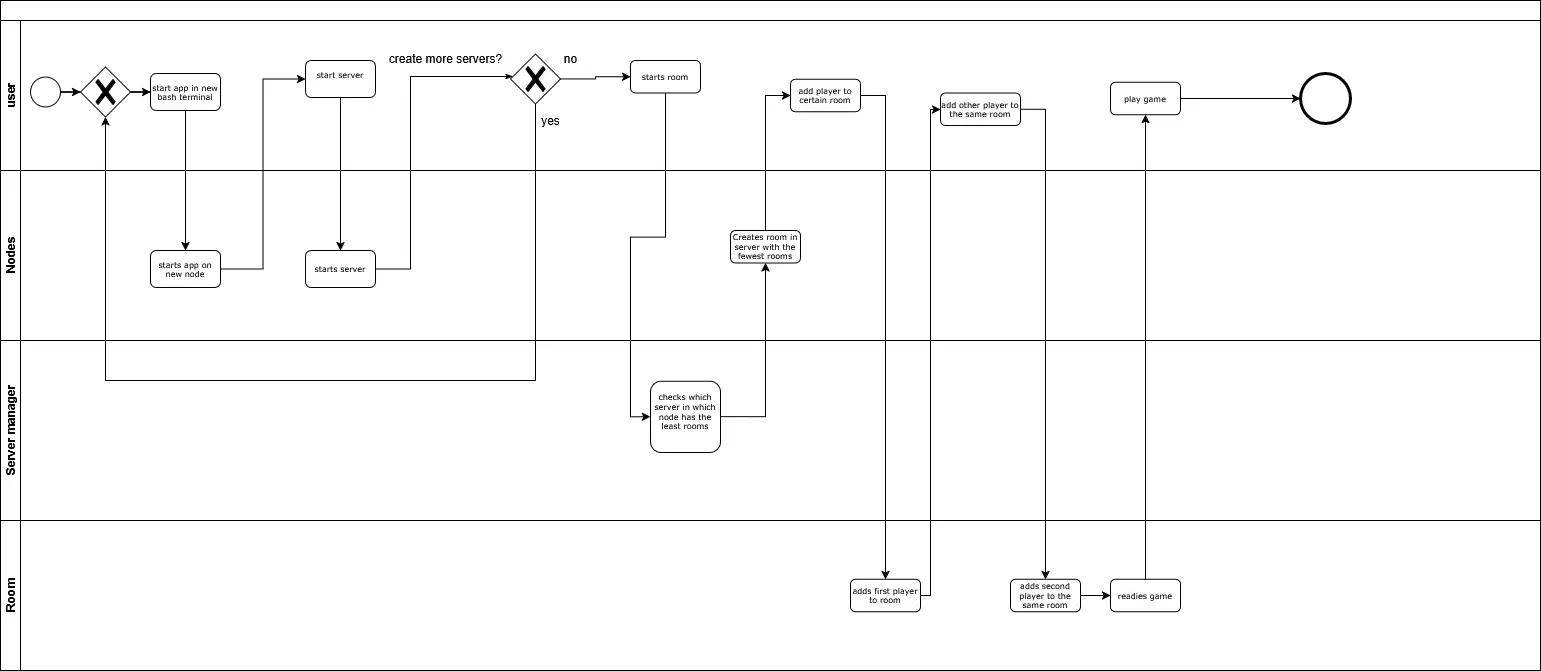 user
start app in new
bash terminal
start server
create more servers?
no
yes
starts room
add player to
certain room
add other player to
the same room
play game
Nodes
starts app on
new node
starts server
Creates room in
server with the
fewest rooms
Server manager
checks which
server in which
node has the
least rooms
Room
adds first player
to room
adds second
player to the
same room
readies game